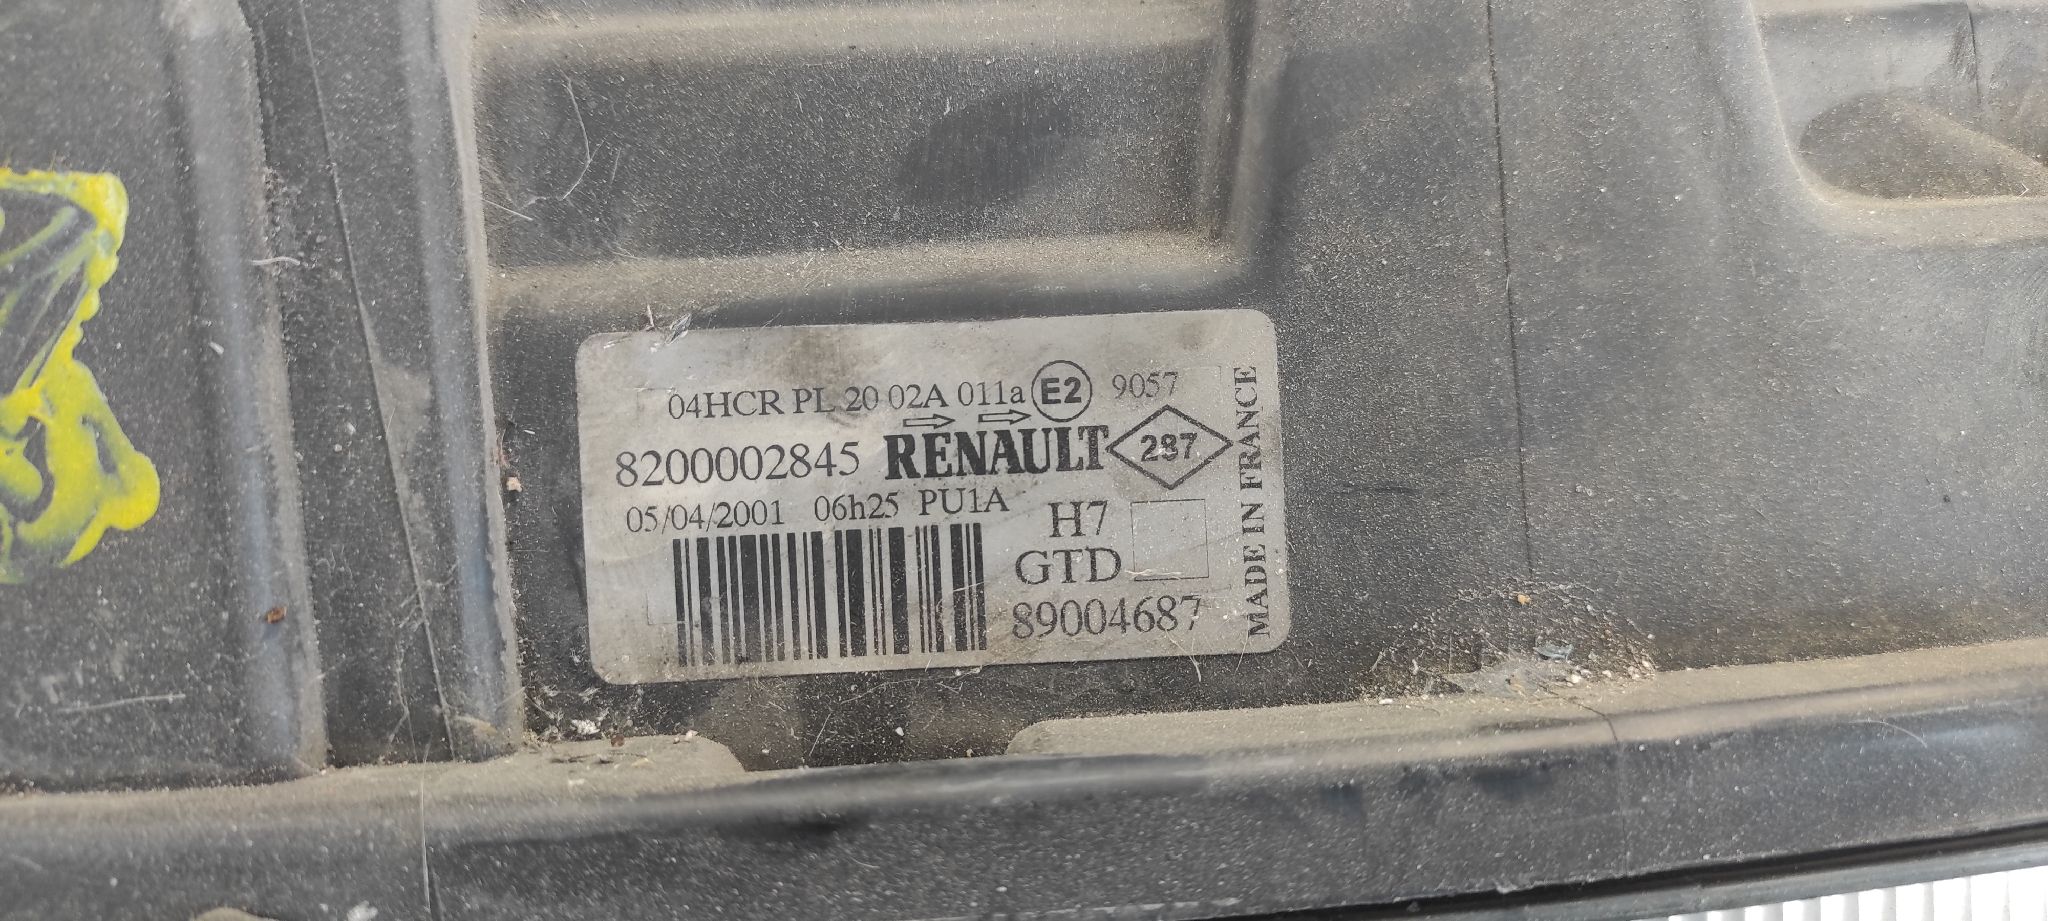 04HCR PL 20 02A 011a E2 9057
8200002845 RENAULT 287
05/04/2001 06h25 PU1A
H7
GTD
89004687
MADE IN FRANCE